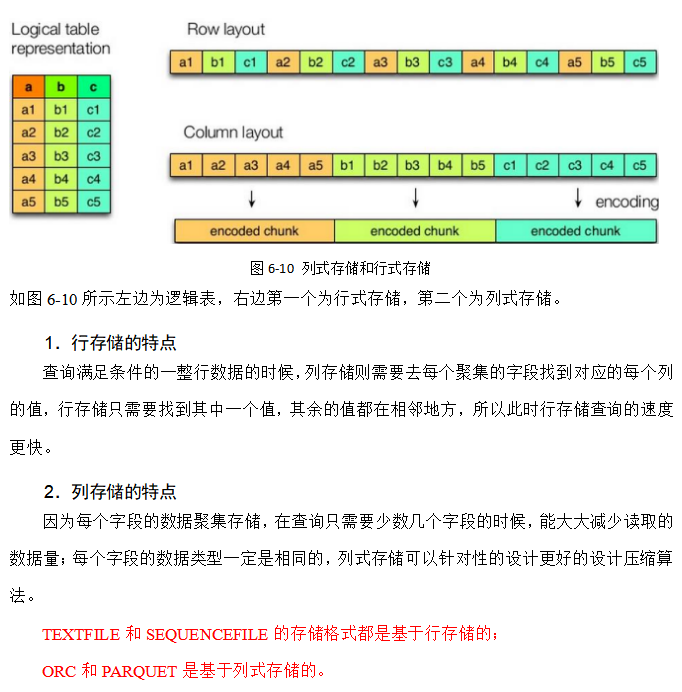 Logical table
representation
a b c
a1 b1 c1
a2 b2 c2
a3 b3 c3
a4 b4 c4
a5 b5 c5
Row layout
a1 b1 c1 a2 b2 c2 a3 b3 c3 a4 b4 c4 a5 b5 c5
Column layout
a1 a2 a3 a4 a5 b1 b2 b3 b4 b5 c1 c2 c3 c4 c5
encoding
encoded chunk encoded chunk encoded chunk
图 6-10 列式存储和行式存储
如图 6-10 所示左边为逻辑表，右边第一个为行式存储，第二个为列式存储。
1．行存储的特点
查询满足条件的一整行数据的时候，列存储则需要去每个聚集的字段找到对应的每个列
的值，行存储只需要找到其中一个值，其余的值都在相邻地方，所以此时行存储查询的速度
更快。
2．列存储的特点
因为每个字段的数据聚集存储，在查询只需要少数几个字段的时候，能大大减少读取的
数据量；每个字段的数据类型一定是相同的，列式存储可以针对性的设计更好的设计压缩算
法。
TEXTFILE 和 SEQUENCEFILE 的存储格式都是基于行存储的；
ORC 和 PARQUET 是基于列式存储的。